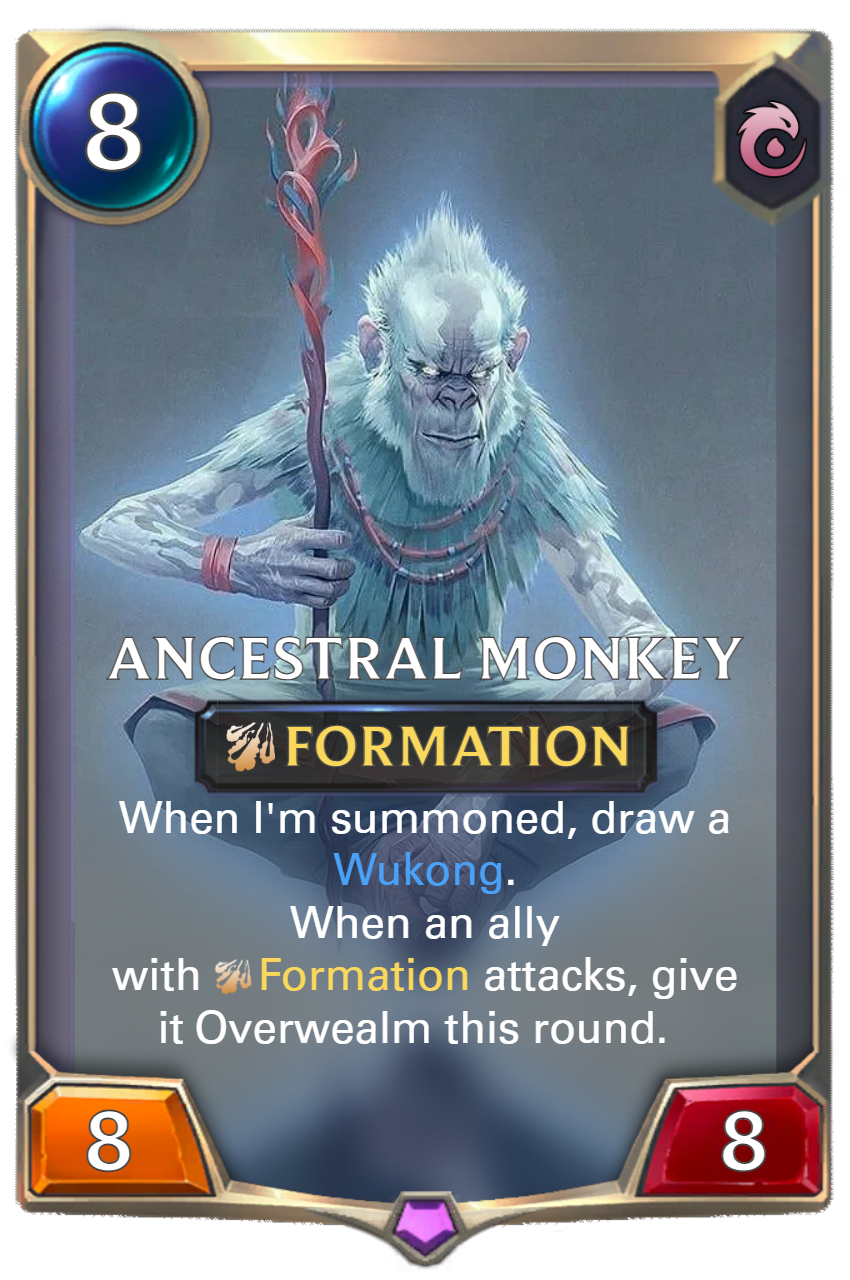 8
ANCESTRAL MONKEY
FORMATION
When I'm summoned, draw a
Wukong.
When an ally
with Formation attacks, give
it Overwealm this round.
8
8